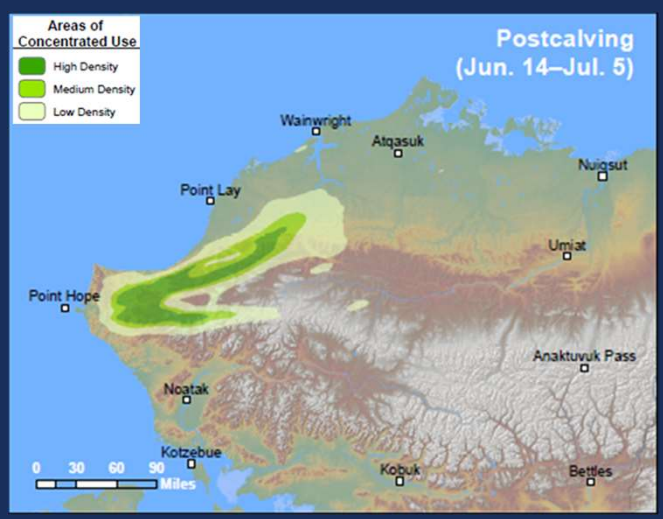 Areas of
Concentrated Use
High Density
Medium Density
Low Density
Postcalving
(Jun. 14–Jul. 5)
Wainwright
Atqasuk
Nuiqsut
Point Lay
Umiat
Point Hope
Anaktuvuk Pass
Noatak
Kotzebue
Kobuk
Bettles
0 30 60 90
Miles